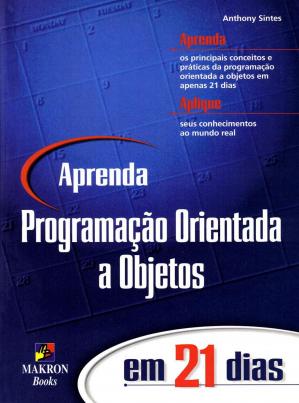 Anthony Sintes
Aprenda
os principais conceitos e
práticas da programação
orientada a objetos em
apenas 21 dias
Aplique
seus conhecimentos
ao mundo real
Aprenda
Programação Orientada
a Objetos
em 21 dias
MAKRON
Books